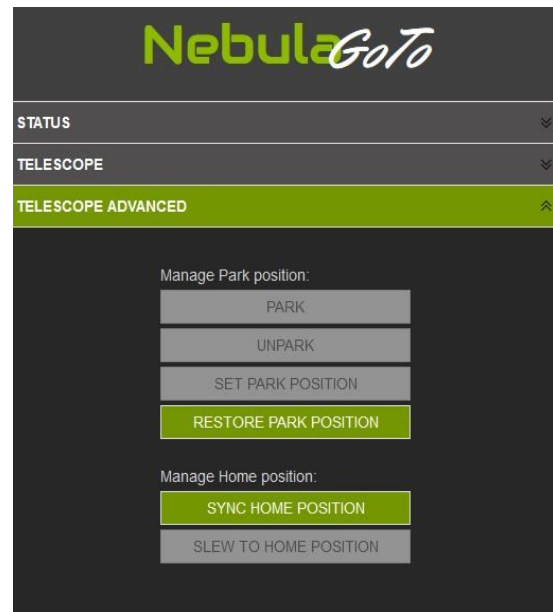 NebulaGoTo
STATUS
TELESCOPE
TELESCOPE ADVANCED
Manage Park position:
PARK
UNPARK
SET PARK POSITION
RESTORE PARK POSITION
Manage Home position:
SYNC HOME POSITION
SLEW TO HOME POSITION